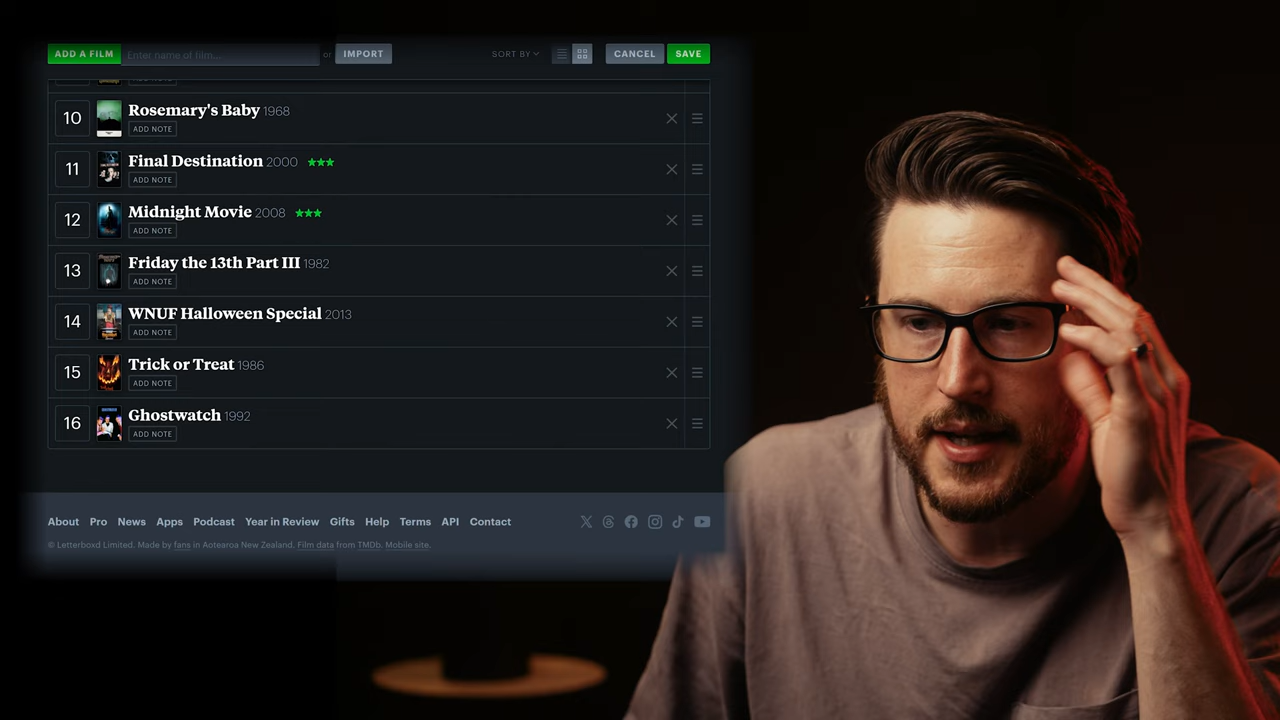 ADD A FILM Enter name of film... or IMPORT SORT BY CANCEL SAVE
10 Rosemary's Baby 1968
ADD NOTE
11 Final Destination 2000 ★★★
ADD NOTE
12 Midnight Movie 2008 ★★★
ADD NOTE
13 Friday the 13th Part III 1982
ADD NOTE
14 WNUF Halloween Special 2013
ADD NOTE
15 Trick or Treat 1986
ADD NOTE
16 Ghostwatch 1992
ADD NOTE
About Pro News Apps Podcast Year in Review Gifts Help Terms API Contact
© Letterboxd Limited. Made by fans in Aotearoa New Zealand. Film data from TMDb. Mobile site.